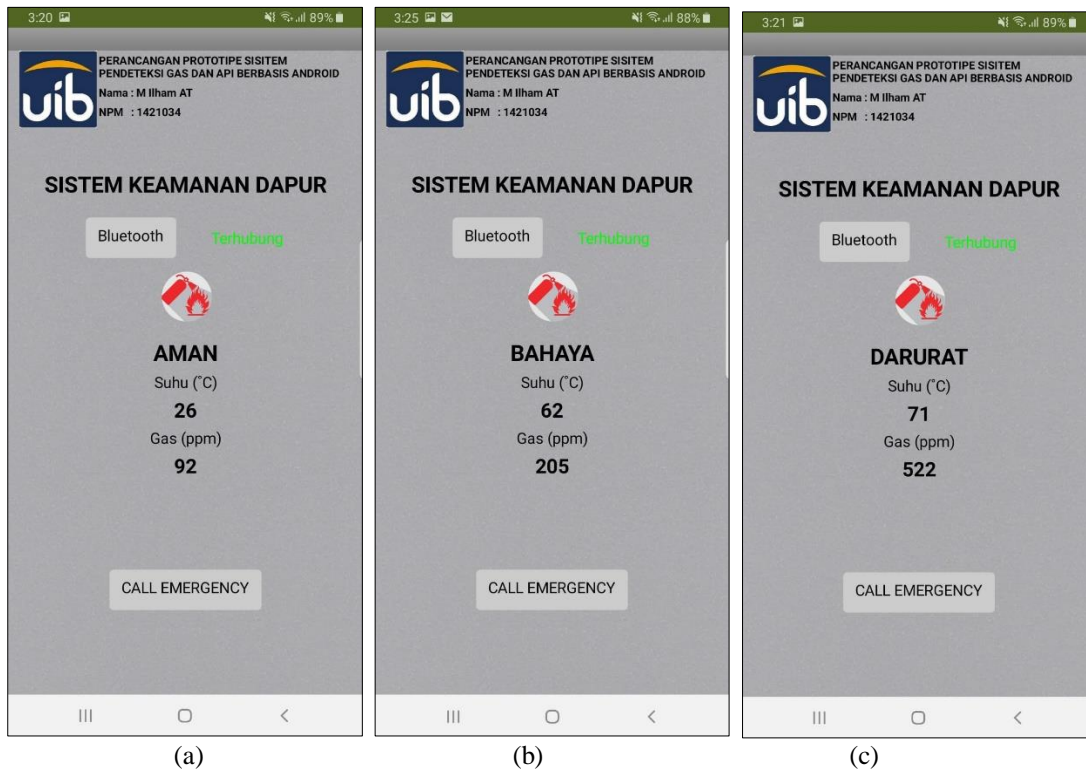 3:20 89%
uib
PERANCANGAN PROTOTIPE SISITEM
PENDETEKSI GAS DAN API BERBASIS ANDROID
Nama : M Ilham AT
NPM : 1421034
SISTEM KEAMANAN DAPUR
Bluetooth Terhubung
AMAN
Suhu (°C)
26
Gas (ppm)
92
CALL EMERGENCY
(a)
3:25 88%
uib
PERANCANGAN PROTOTIPE SISITEM
PENDETEKSI GAS DAN API BERBASIS ANDROID
Nama : M Ilham AT
NPM : 1421034
SISTEM KEAMANAN DAPUR
Bluetooth Terhubung
BAHAYA
Suhu (°C)
62
Gas (ppm)
205
CALL EMERGENCY
(b)
3:21 89%
uib
PERANCANGAN PROTOTIPE SISITEM
PENDETEKSI GAS DAN API BERBASIS ANDROID
Nama : M Ilham AT
NPM : 1421034
SISTEM KEAMANAN DAPUR
Bluetooth Terhubung
DARURAT
Suhu (°C)
71
Gas (ppm)
522
CALL EMERGENCY
(c)